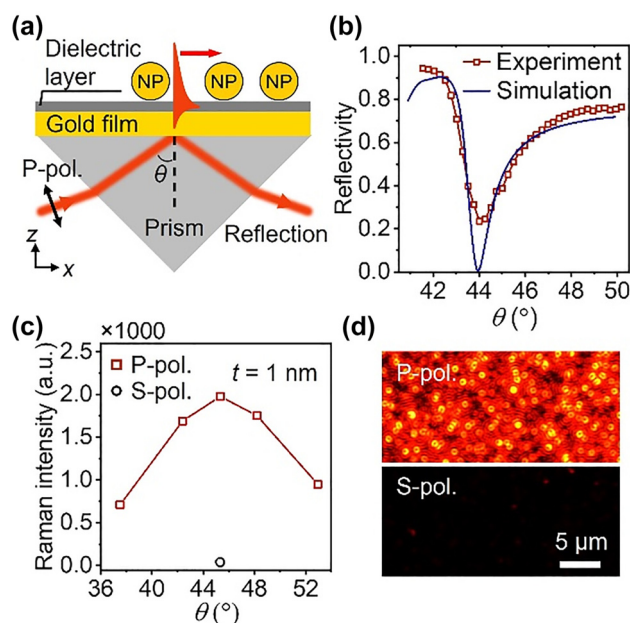 (a)
Dielectric
layer
NP NP NP
Gold film
P-pol.
θ
Prism
Reflection
z
x
(b)
Reflectivity
1.0
0.8
0.6
0.4
0.2
0.0
Experiment
Simulation
42 44 46 48 50
θ (°)
(c)
×1000
Raman intensity (a.u.)
2.5
2.0
1.5
1.0
0.5
0.0
P-pol.
S-pol.
t = 1 nm
36 40 44 48 52
θ (°)
(d)
P-pol.
S-pol.
5 µm